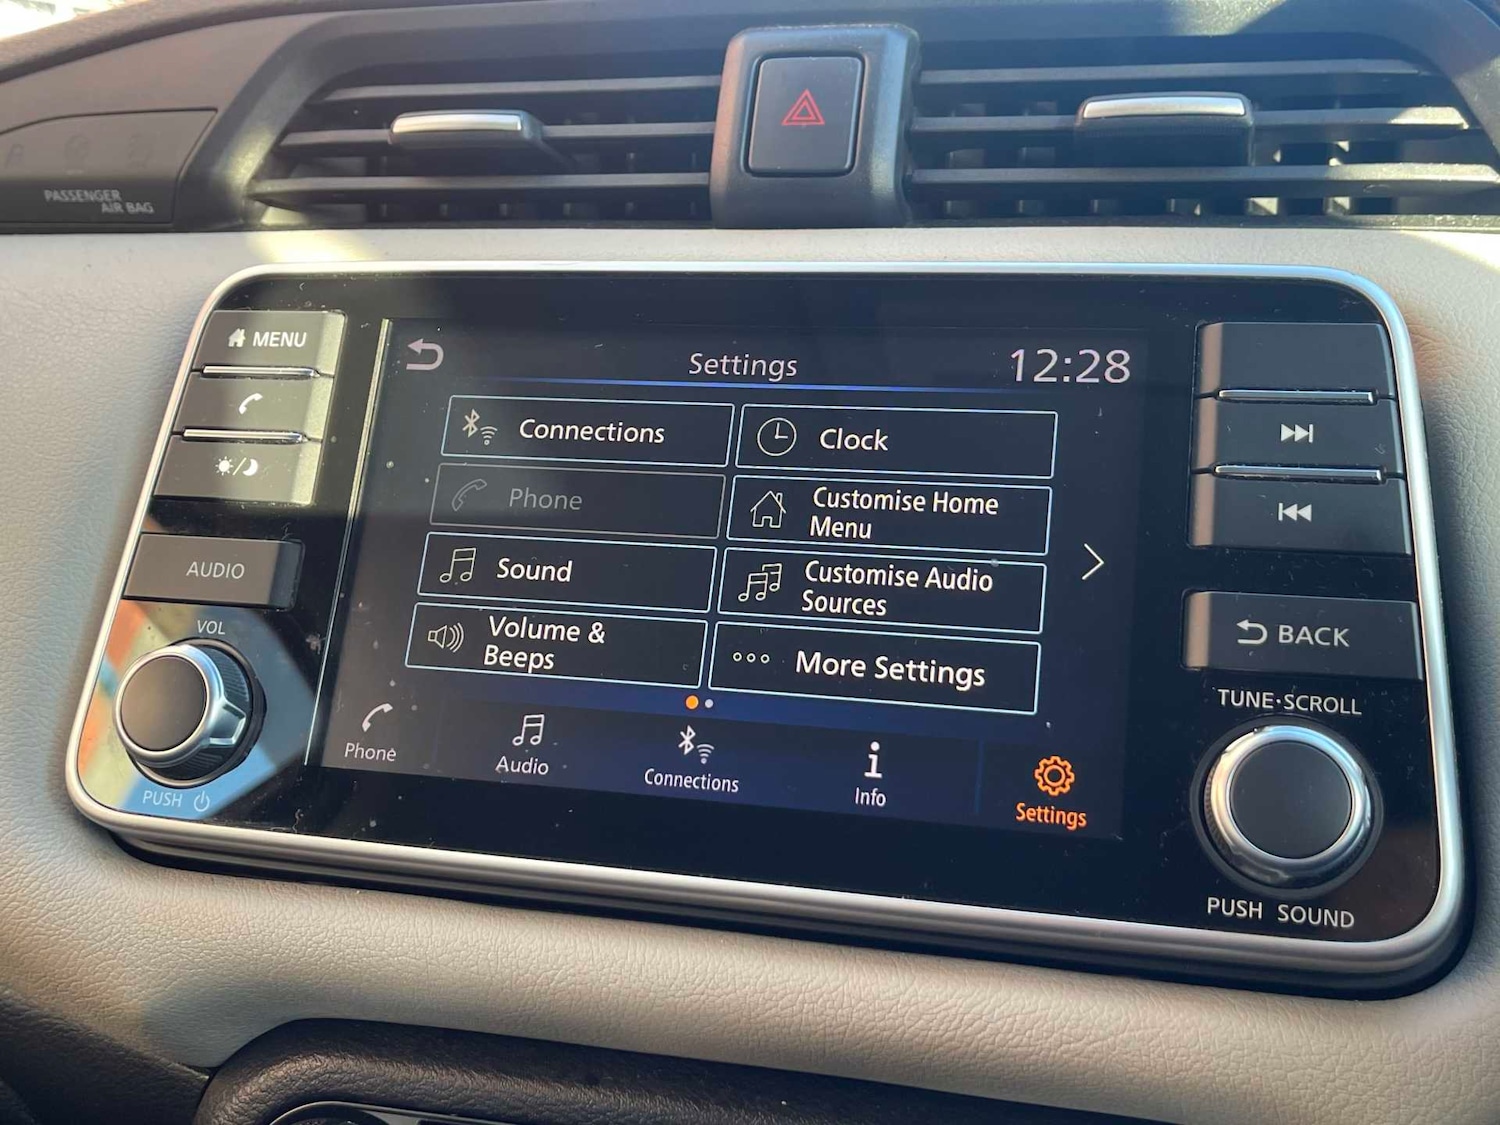 PASSENGER
AIR BAG
MENU
AUDIO
VOL
PUSH
Settings
12:28
Connections
Clock
Phone
Customise Home
Menu
Sound
Customise Audio
Sources
Volume &
Beeps
More Settings
Phone
Audio
Connections
Info
Settings
BACK
TUNE·SCROLL
PUSH SOUND